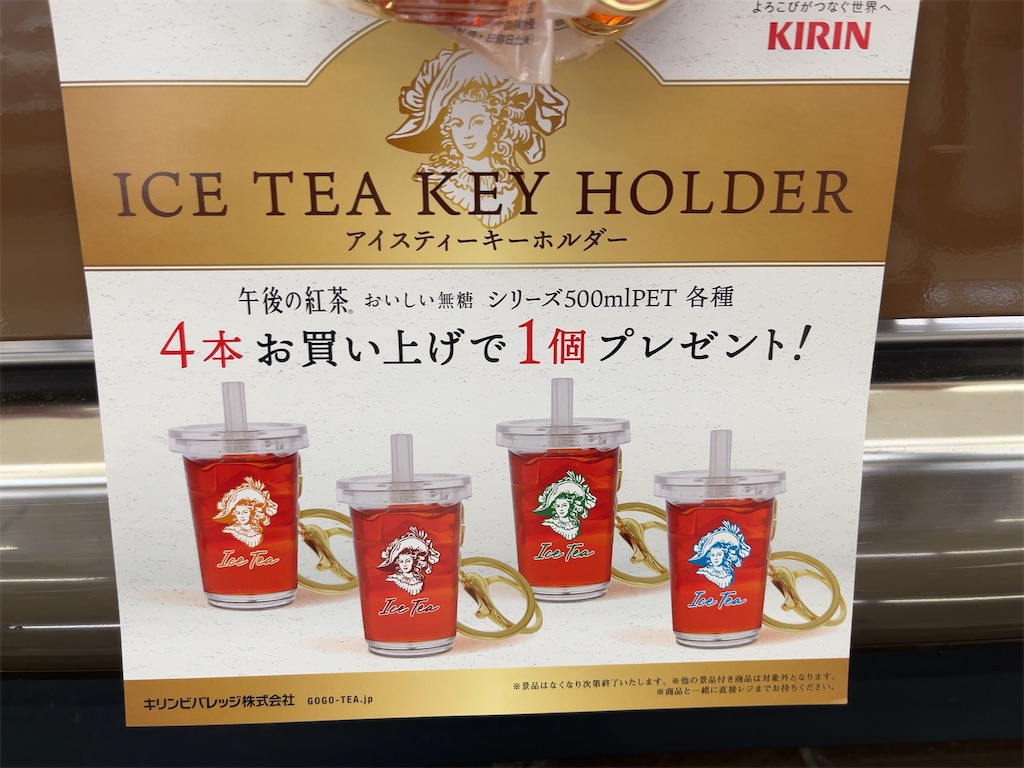 よろこびがつなぐ世界へ
KIRIN
ICE TEA KEY HOLDER
アイスティーキーホルダー
午後の紅茶® おいしい無糖 シリーズ500mlPET 各種
4本お買い上げで1個プレゼント!
Ice Tea
Ice Tea
Ice Tea
Ice Tea
※景品はなくなり次第終了いたします。※他の景品付き商品は対象外となります。
※商品と一緒に直接レジまでお持ちください。
キリンビバレッジ株式会社 GOGO-TEA.jp